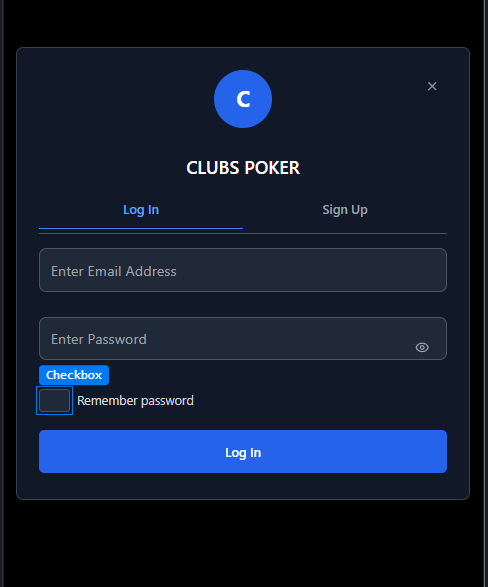 C
CLUBS POKER
Log In
Sign Up
Enter Email Address
Enter Password
Checkbox
Remember password
Log In